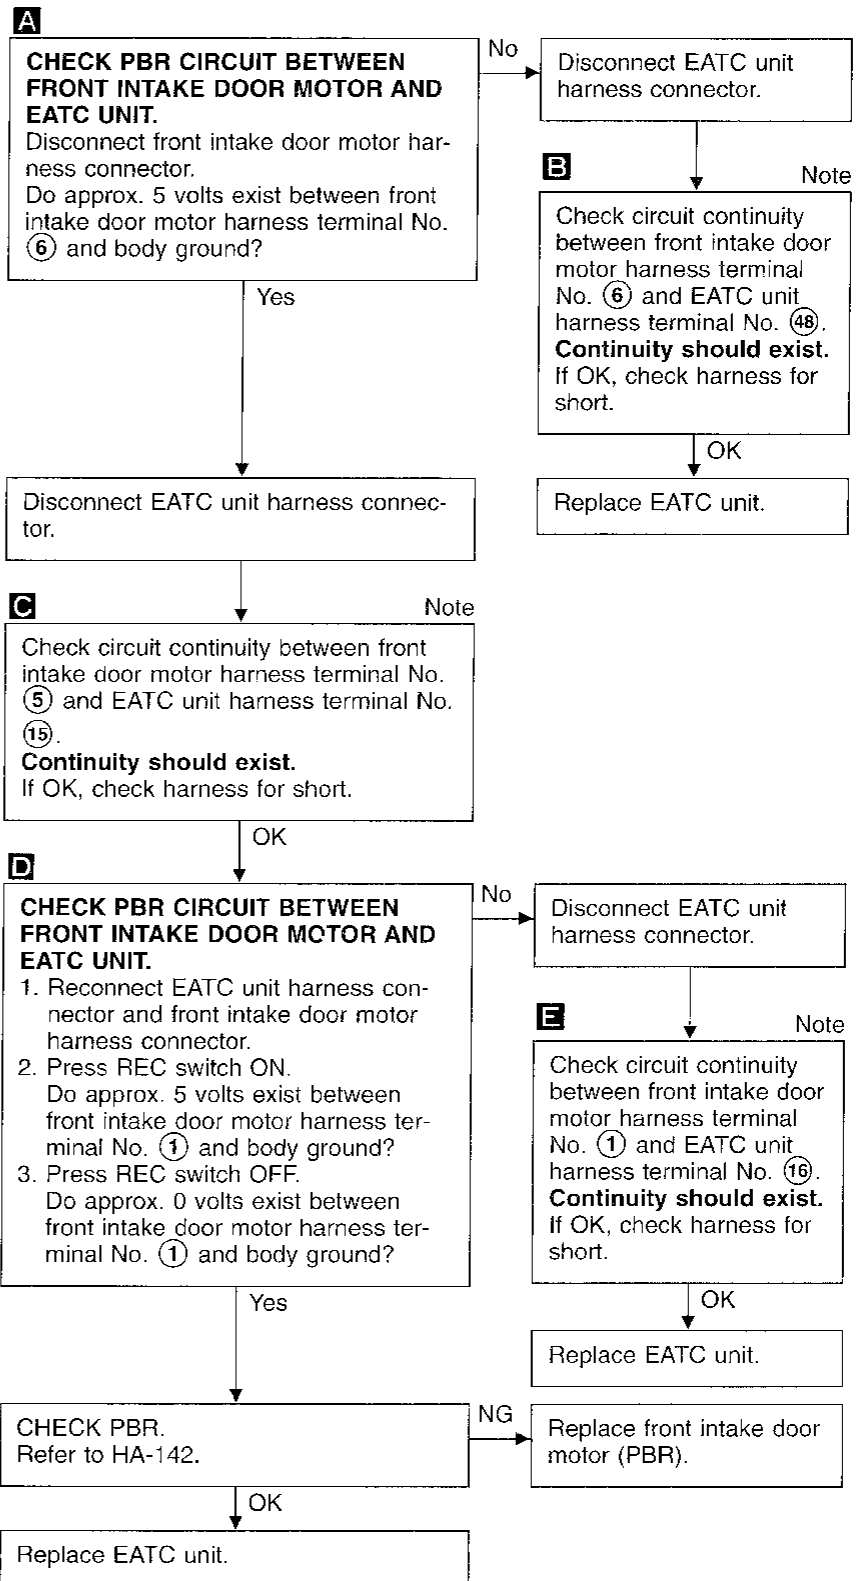 A
CHECK PBR CIRCUIT BETWEEN
FRONT INTAKE DOOR MOTOR AND
EATC UNIT.
Disconnect front intake door motor har-
ness connector.
Do approx. 5 volts exist between front
intake door motor harness terminal No.
⑥ and body ground?
No
Disconnect EATC unit
harness connector.
B
Note
Check circuit continuity
between front intake door
motor harness terminal
No. ⑥ and EATC unit
harness terminal No. ㊽.
Continuity should exist.
If OK, check harness for
short.
OK
Replace EATC unit.
Yes
Disconnect EATC unit harness connec-
tor.
C
Note
Check circuit continuity between front
intake door motor harness terminal No.
⑤ and EATC unit harness terminal No.
⑮.
Continuity should exist.
If OK, check harness for short.
OK
D
CHECK PBR CIRCUIT BETWEEN
FRONT INTAKE DOOR MOTOR AND
EATC UNIT.
1. Reconnect EATC unit harness con-
nector and front intake door motor
harness connector.
2. Press REC switch ON.
Do approx. 5 volts exist between
front intake door motor harness ter-
minal No. ① and body ground?
3. Press REC switch OFF.
Do approx. 0 volts exist between
front intake door motor harness ter-
minal No. ① and body ground?
No
Disconnect EATC unit
harness connector.
E
Note
Check circuit continuity
between front intake door
motor harness terminal
No. ① and EATC unit
harness terminal No. ⑯.
Continuity should exist.
If OK, check harness for
short.
OK
Replace EATC unit.
Yes
CHECK PBR.
Refer to HA-142.
NG
Replace front intake door
motor (PBR).
OK
Replace EATC unit.